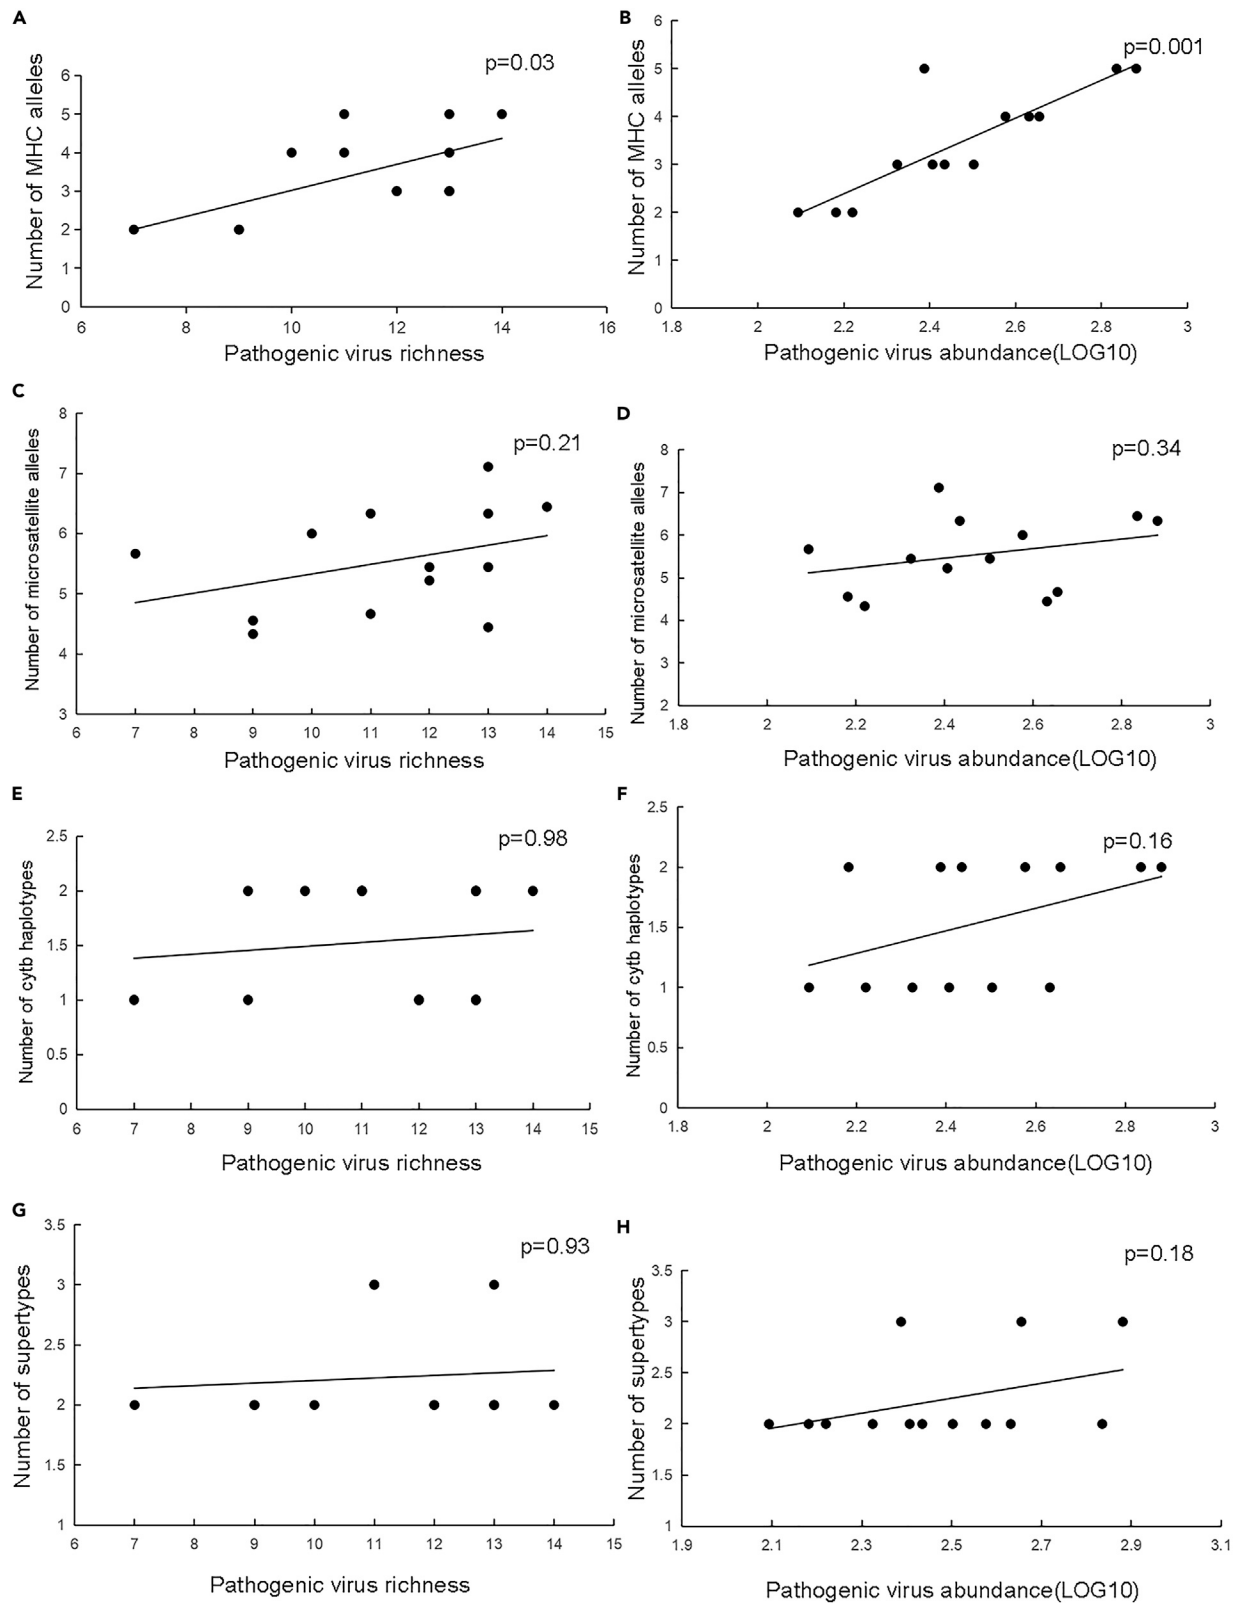 A
p=0.03
Number of MHC alleles
6
5
4
3
2
1
0
6 8 10 12 14 16
Pathogenic virus richness
B
p=0.001
Number of MHC alleles
6
5
4
3
2
1
0
1.8 2 2.2 2.4 2.6 2.8 3
Pathogenic virus abundance(LOG10)
C
p=0.21
Number of microsatellite alleles
8
7
6
5
4
3
6 7 8 9 10 11 12 13 14 15
Pathogenic virus richness
D
p=0.34
Number of microsatellite alleles
8
7
6
5
4
3
2
1.8 2 2.2 2.4 2.6 2.8 3
Pathogenic virus abundance(LOG10)
E
p=0.98
Number of cytb haplotypes
2.5
2
1.5
1
0.5
0
6 7 8 9 10 11 12 13 14 15
Pathogenic virus richness
F
p=0.16
Number of cytb haplotypes
2.5
2
1.5
1
0.5
0
1.8 2 2.2 2.4 2.6 2.8 3
Pathogenic virus abundance(LOG10)
G
p=0.93
Number of supertypes
3.5
3
2.5
2
1.5
1
6 7 8 9 10 11 12 13 14 15
Pathogenic virus richness
H
p=0.18
Number of supertypes
3.5
3
2.5
2
1.5
1
1.9 2.1 2.3 2.5 2.7 2.9 3.1
Pathogenic virus abundance(LOG10)